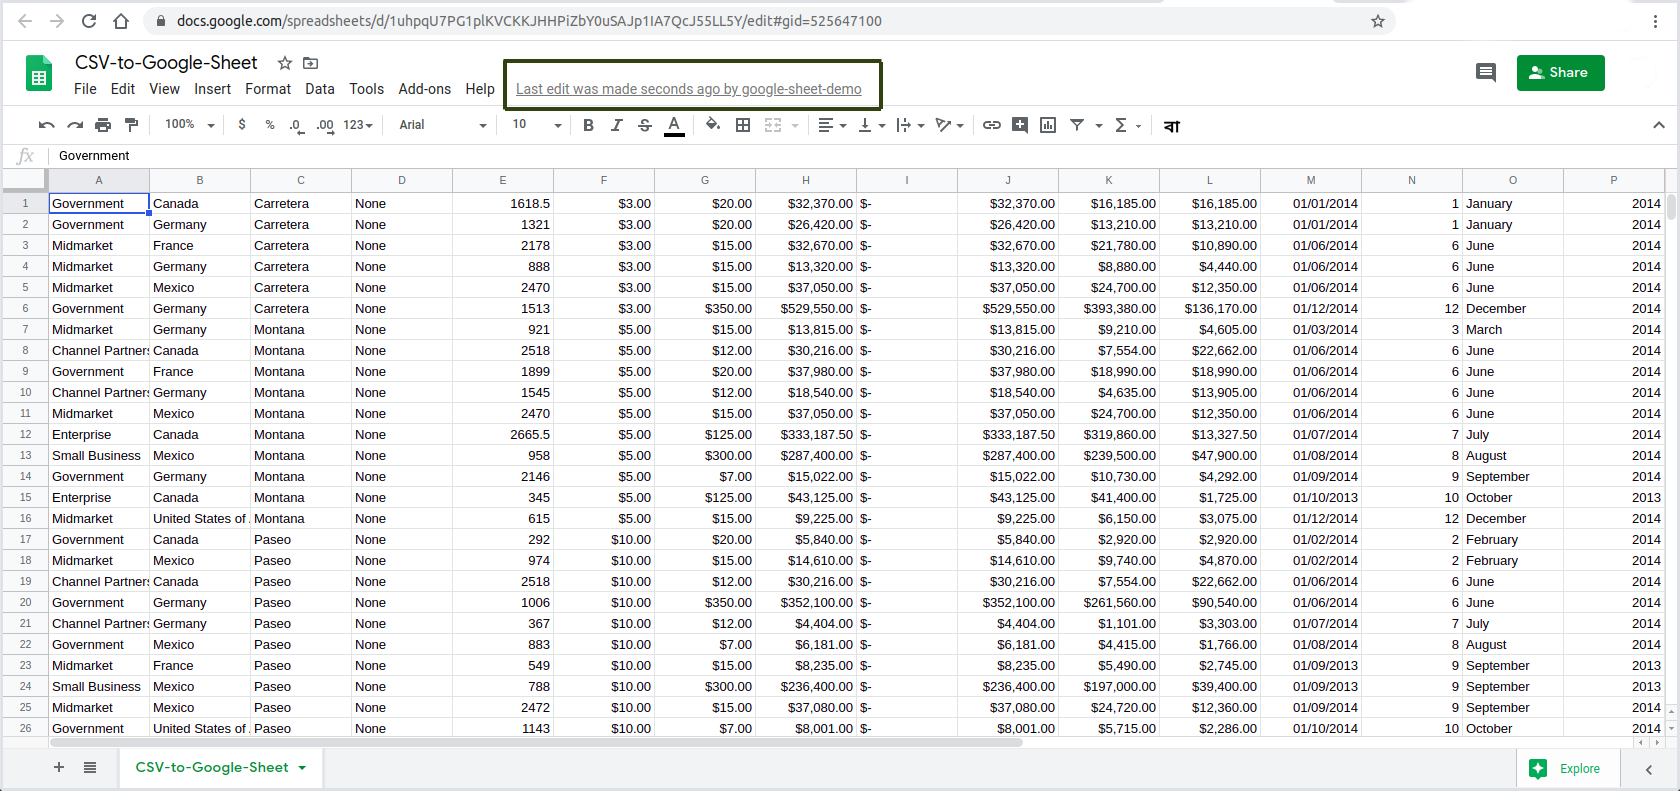 docs.google.com/spreadsheets/d/1uhpqU7PG1plKVCKKJHHPiZbY0uSAJp1IA7QcJ55LL5Y/edit#gid=525647100
CSV-to-Google-Sheet
Share
File Edit View Insert Format Data Tools Add-ons Help Last edit was made seconds ago by google-sheet-demo
100% $ % .0 .00 123 Arial 10 B I S A Σ বা
fx Government
A B C D E F G H I J K L M N O P
1 Government Canada Carretera None 1618.5 $3.00 $20.00 $32,370.00 $- $32,370.00 $16,185.00 $16,185.00 01/01/2014 1 January 2014
2 Government Germany Carretera None 1321 $3.00 $20.00 $26,420.00 $- $26,420.00 $13,210.00 $13,210.00 01/01/2014 1 January 2014
3 Midmarket France Carretera None 2178 $3.00 $15.00 $32,670.00 $- $32,670.00 $21,780.00 $10,890.00 01/06/2014 6 June 2014
4 Midmarket Germany Carretera None 888 $3.00 $15.00 $13,320.00 $- $13,320.00 $8,880.00 $4,440.00 01/06/2014 6 June 2014
5 Midmarket Mexico Carretera None 2470 $3.00 $15.00 $37,050.00 $- $37,050.00 $24,700.00 $12,350.00 01/06/2014 6 June 2014
6 Government Germany Carretera None 1513 $3.00 $350.00 $529,550.00 $- $529,550.00 $393,380.00 $136,170.00 01/12/2014 12 December 2014
7 Midmarket Germany Montana None 921 $5.00 $15.00 $13,815.00 $- $13,815.00 $9,210.00 $4,605.00 01/03/2014 3 March 2014
8 Channel Partners Canada Montana None 2518 $5.00 $12.00 $30,216.00 $- $30,216.00 $7,554.00 $22,662.00 01/06/2014 6 June 2014
9 Government France Montana None 1899 $5.00 $20.00 $37,980.00 $- $37,980.00 $18,990.00 $18,990.00 01/06/2014 6 June 2014
10 Channel Partners Germany Montana None 1545 $5.00 $12.00 $18,540.00 $- $18,540.00 $4,635.00 $13,905.00 01/06/2014 6 June 2014
11 Midmarket Mexico Montana None 2470 $5.00 $15.00 $37,050.00 $- $37,050.00 $24,700.00 $12,350.00 01/06/2014 6 June 2014
12 Enterprise Canada Montana None 2665.5 $5.00 $125.00 $333,187.50 $- $333,187.50 $319,860.00 $13,327.50 01/07/2014 7 July 2014
13 Small Business Mexico Montana None 958 $5.00 $300.00 $287,400.00 $- $287,400.00 $239,500.00 $47,900.00 01/08/2014 8 August 2014
14 Government Germany Montana None 2146 $5.00 $7.00 $15,022.00 $- $15,022.00 $10,730.00 $4,292.00 01/09/2014 9 September 2014
15 Enterprise Canada Montana None 345 $5.00 $125.00 $43,125.00 $- $43,125.00 $41,400.00 $1,725.00 01/10/2013 10 October 2013
16 Midmarket United States of Montana None 615 $5.00 $15.00 $9,225.00 $- $9,225.00 $6,150.00 $3,075.00 01/12/2014 12 December 2014
17 Government Canada Paseo None 292 $10.00 $20.00 $5,840.00 $- $5,840.00 $2,920.00 $2,920.00 01/02/2014 2 February 2014
18 Midmarket Mexico Paseo None 974 $10.00 $15.00 $14,610.00 $- $14,610.00 $9,740.00 $4,870.00 01/02/2014 2 February 2014
19 Channel Partners Canada Paseo None 2518 $10.00 $12.00 $30,216.00 $- $30,216.00 $7,554.00 $22,662.00 01/06/2014 6 June 2014
20 Government Germany Paseo None 1006 $10.00 $350.00 $352,100.00 $- $352,100.00 $261,560.00 $90,540.00 01/06/2014 6 June 2014
21 Channel Partners Germany Paseo None 367 $10.00 $12.00 $4,404.00 $- $4,404.00 $1,101.00 $3,303.00 01/07/2014 7 July 2014
22 Government Mexico Paseo None 883 $10.00 $7.00 $6,181.00 $- $6,181.00 $4,415.00 $1,766.00 01/08/2014 8 August 2014
23 Midmarket France Paseo None 549 $10.00 $15.00 $8,235.00 $- $8,235.00 $5,490.00 $2,745.00 01/09/2013 9 September 2013
24 Small Business Mexico Paseo None 788 $10.00 $300.00 $236,400.00 $- $236,400.00 $197,000.00 $39,400.00 01/09/2013 9 September 2013
25 Midmarket Mexico Paseo None 2472 $10.00 $15.00 $37,080.00 $- $37,080.00 $24,720.00 $12,360.00 01/09/2014 9 September 2014
26 Government United States of Paseo None 1143 $10.00 $7.00 $8,001.00 $- $8,001.00 $5,715.00 $2,286.00 01/10/2014 10 October 2014
CSV-to-Google-Sheet Explore